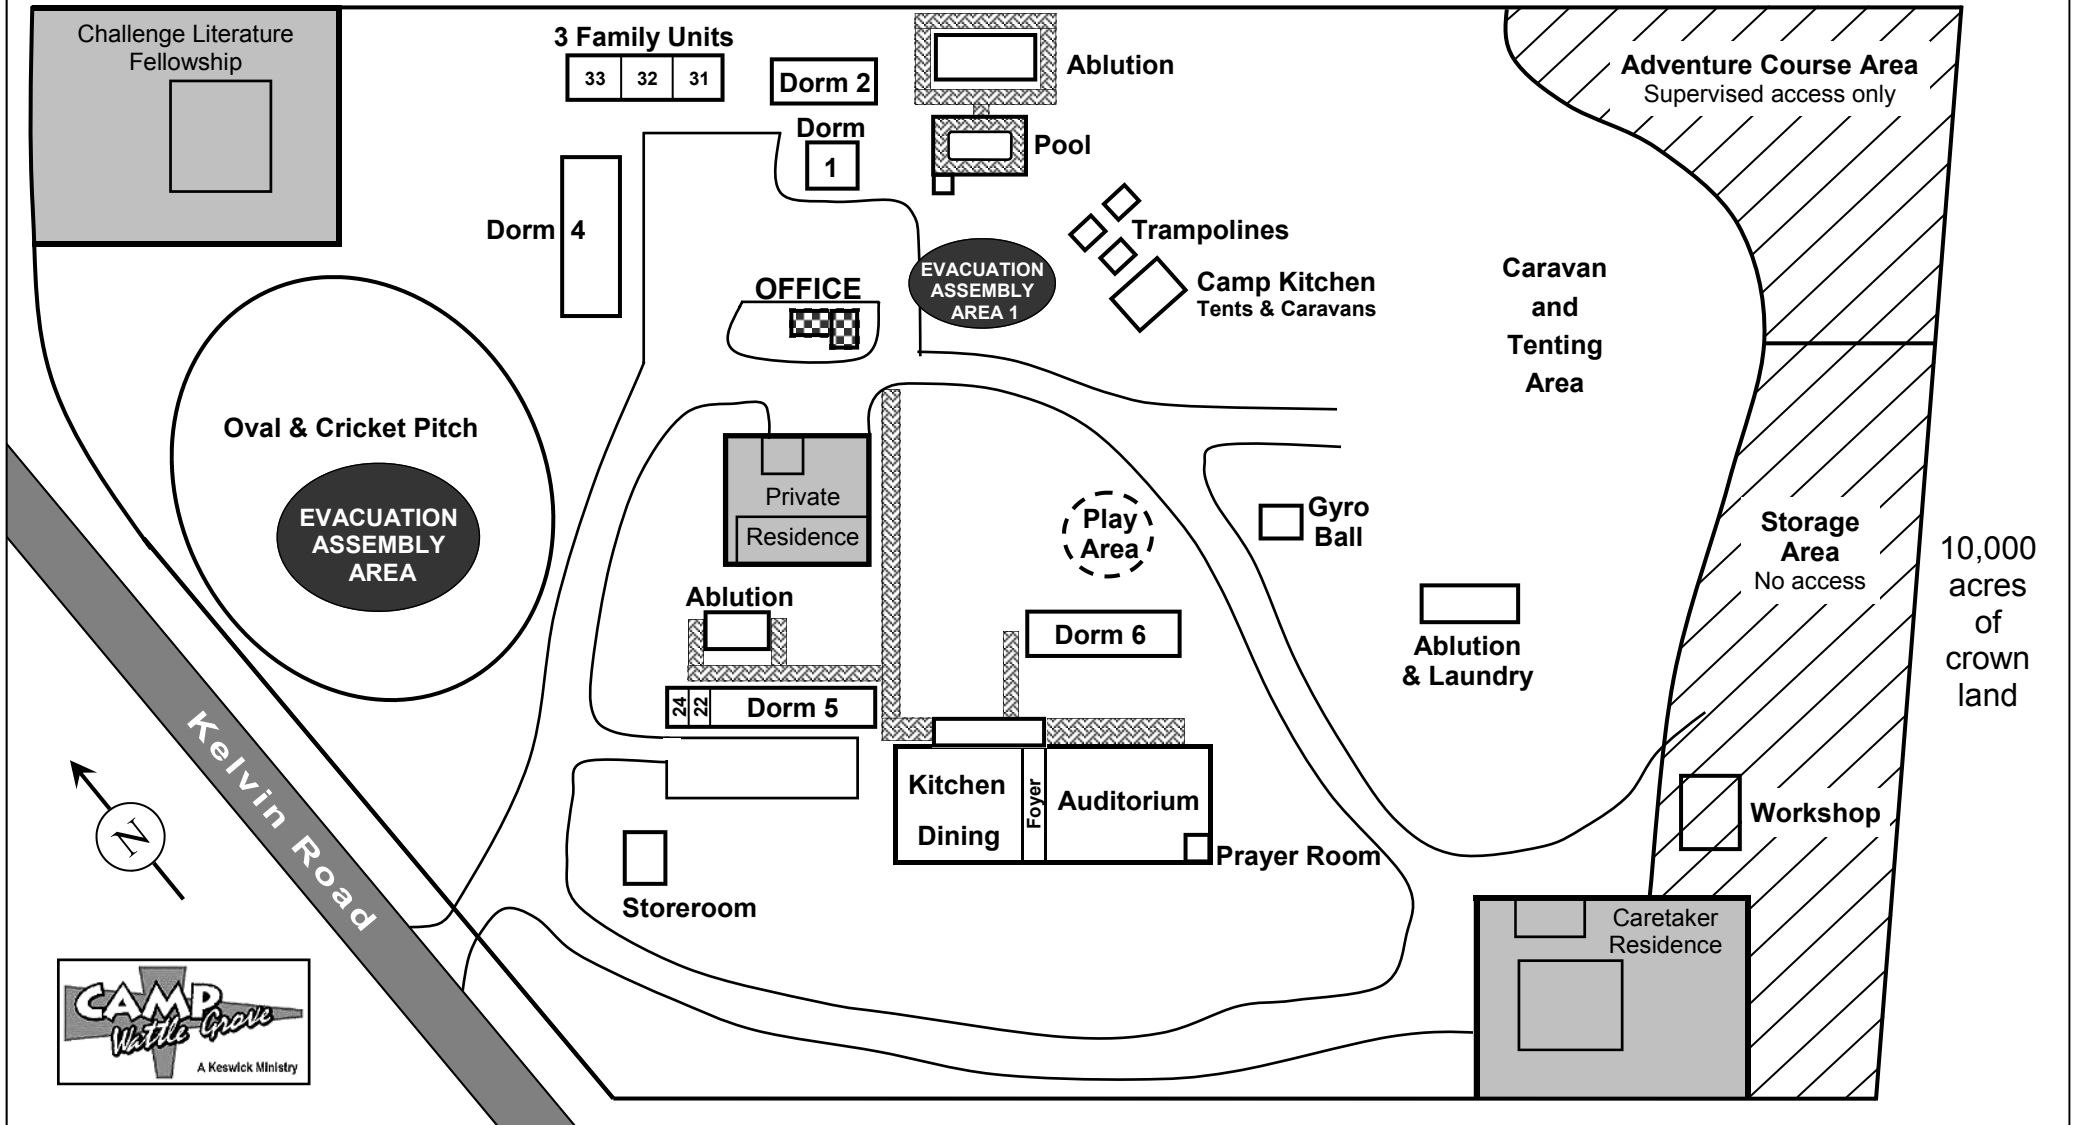 Challenge Literature
Fellowship
3 Family Units
33 32 31
Dorm 2
Ablution
Adventure Course Area
Supervised access only
Dorm
1
Pool
Dorm 4
Trampolines
OFFICE
EVACUATION
ASSEMBLY
AREA 1
Camp Kitchen
Tents & Caravans
Caravan
and
Tenting
Area
Oval & Cricket Pitch
EVACUATION
ASSEMBLY
AREA
Private
Residence
Play
Area
Gyro
Ball
Storage
Area
No access
10,000
acres
of
crown
land
Ablution
Dorm 6
Ablution
& Laundry
24 22 Dorm 5
Kelvin Road
Kitchen
Dining
Foyer
Auditorium
Prayer Room
Workshop
Storeroom
N
Caretaker
Residence
CAMP
Wattle Grove
A Keswick Ministry